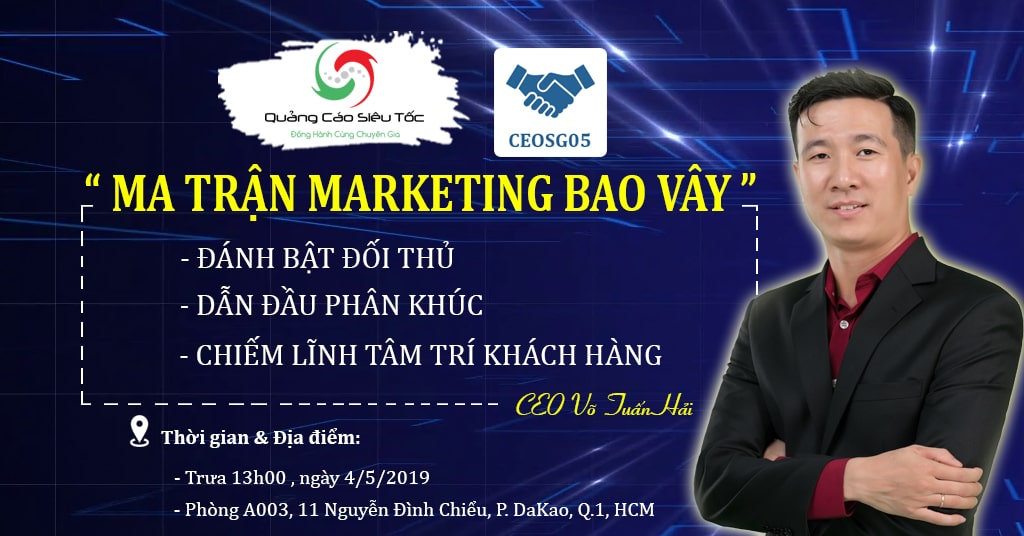 Quảng Cáo Siêu Tốc
Đồng Hành Cùng Chuyên Gia
CEOSG05
“ MA TRẬN MARKETING BAO VÂY ”
- ĐÁNH BẬT ĐỐI THỦ
- DẪN ĐẦU PHÂN KHÚC
- CHIẾM LĨNH TÂM TRÍ KHÁCH HÀNG
CEO Võ Tuấn Hải
Thời gian & Địa điểm:
- Trưa 13h00 , ngày 4/5/2019
- Phòng A003, 11 Nguyễn Đình Chiểu, P. DaKao, Q.1, HCM